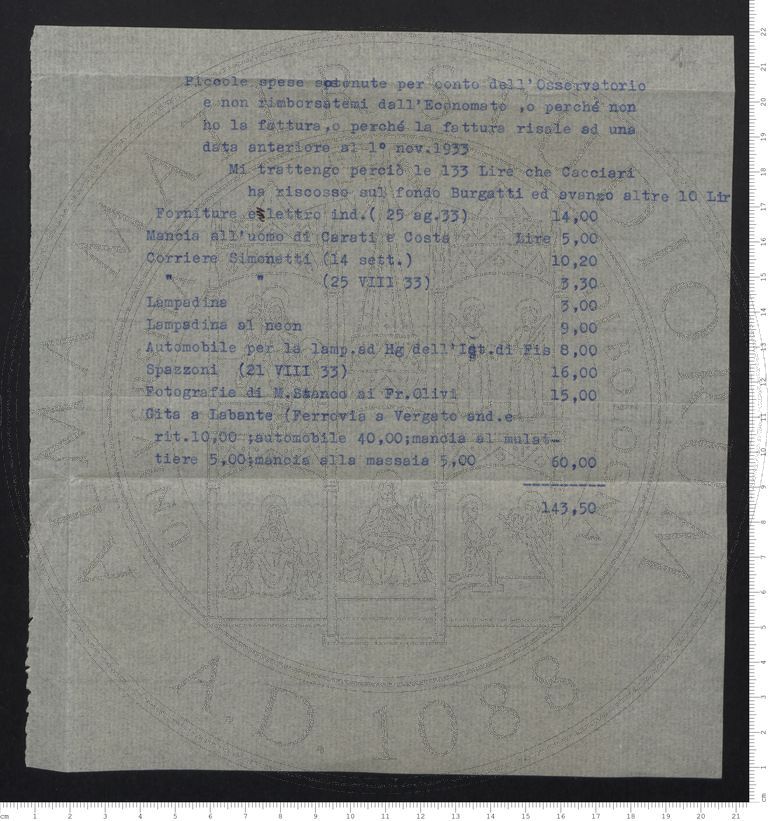 Piccole spese sotenute per conto dell'Osservatorio
e non rimborsatemi dall'Economato ,o perché non
ho la fattura,o perché la fattura risale ad una
data anteriore al 1° nov.1933
Mi trattengo perciò le 133 Lire che Cacciari
ha riscosso sul fondo Burgatti ed avanzo altre 10 Lir
Forniture elettro ind.( 25 ag.33) 14,00
Mancia all'uomo di Carati e Costa Lire 5,00
Corriere Simonetti (14 sett.) 10,20
" " (25 VIII 33) 3,30
Lampadina 3,00
Lampadina al neon 9,00
Automobile per la lamp.ad Hg dell'Ist.di Fis 8,00
Spazzoni (21 VIII 33) 16,00
Fotografie di M.Stanco ai Fr.Olivi 15,00
Gita a Labante (Ferrovia a Vergato and.e
rit.10,00 ;automobile 40,00;mancia al mulat-
tiere 5,00;mancia alla massaia 5,00 60,00
143,50
ALMA MATER STUDIORUM
A.D. 1088